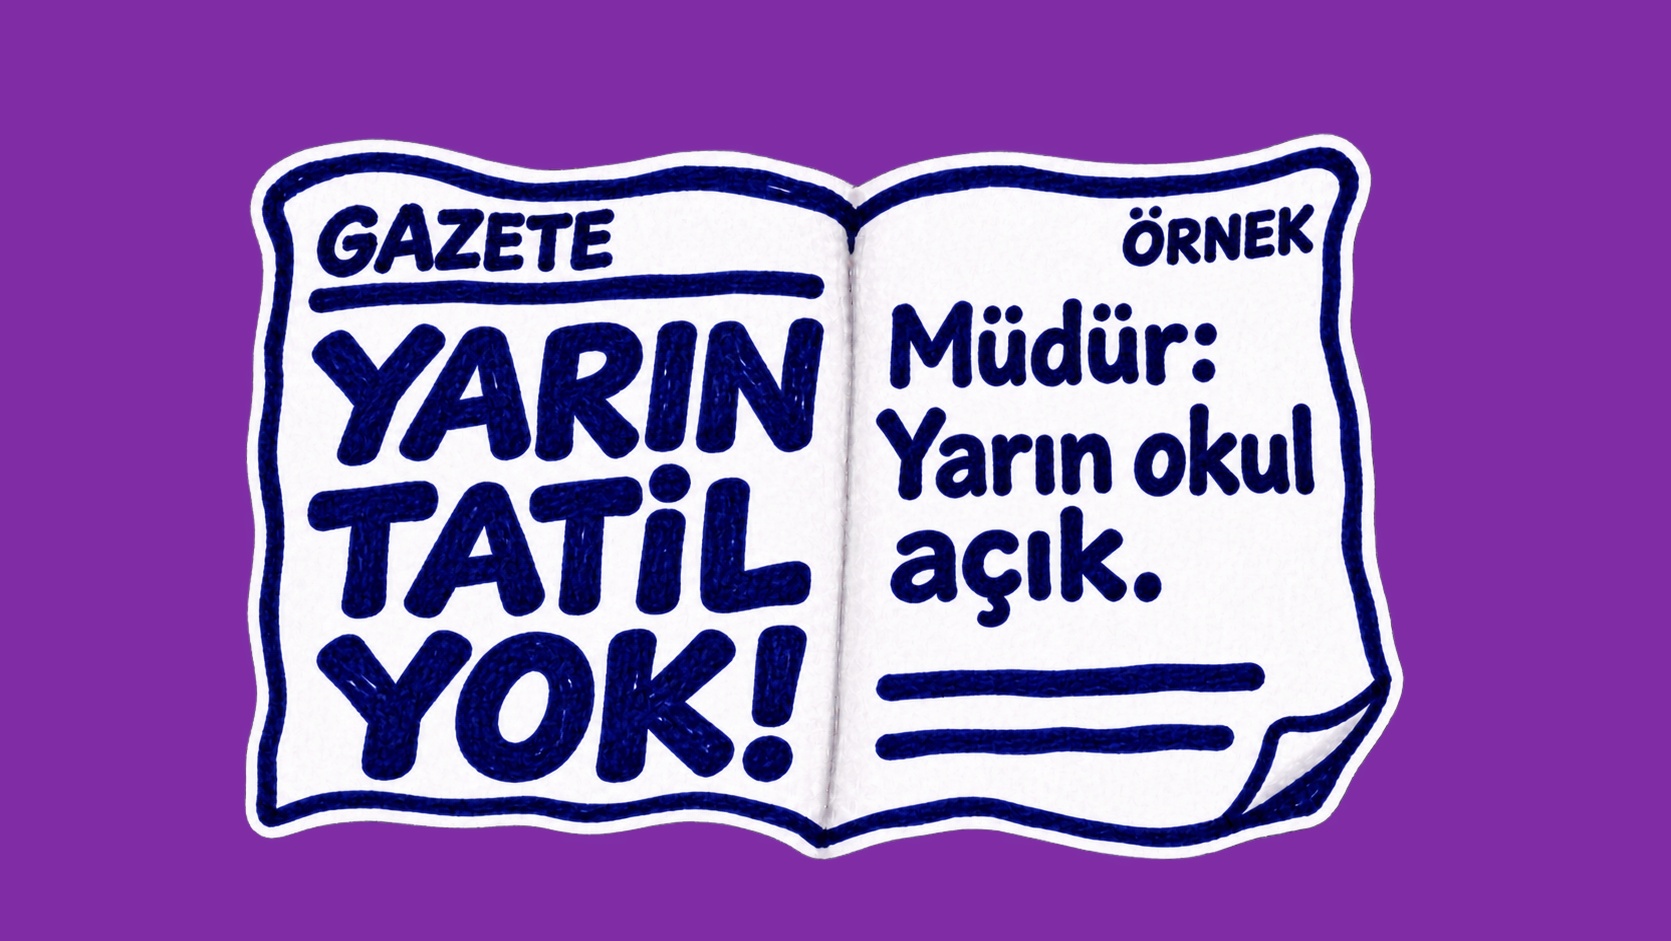 GAZETE
YARIN
TATİL
YOK!
ÖRNEK
Müdür:
Yarın okul
açık.